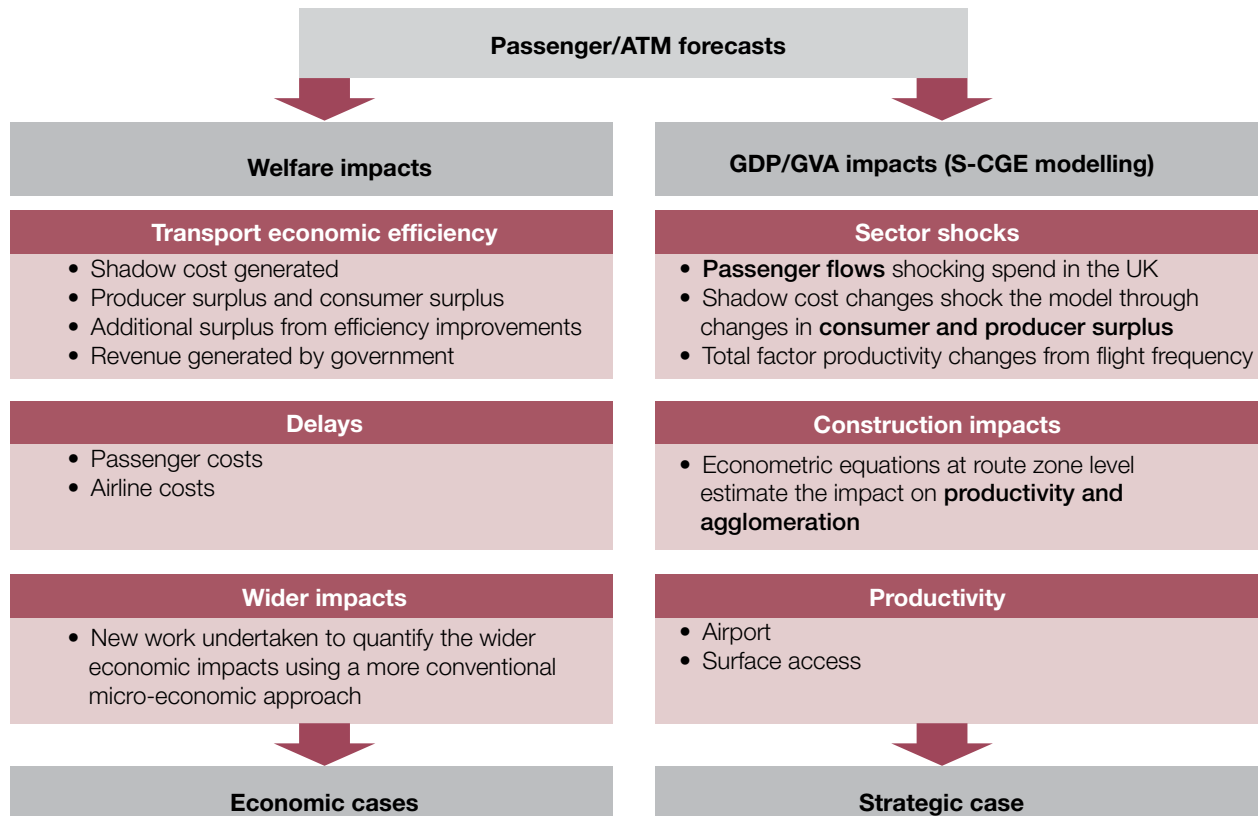 Passenger/ATM forecasts
Welfare impacts
Transport economic efficiency
• Shadow cost generated
• Producer surplus and consumer surplus
• Additional surplus from efficiency improvements
• Revenue generated by government
Delays
• Passenger costs
• Airline costs
Wider impacts
• New work undertaken to quantify the wider
economic impacts using a more conventional
micro-economic approach
Economic cases
GDP/GVA impacts (S-CGE modelling)
Sector shocks
• Passenger flows shocking spend in the UK
• Shadow cost changes shock the model through
changes in consumer and producer surplus
• Total factor productivity changes from flight frequency
Construction impacts
• Econometric equations at route zone level
estimate the impact on productivity and
agglomeration
Productivity
• Airport
• Surface access
Strategic case